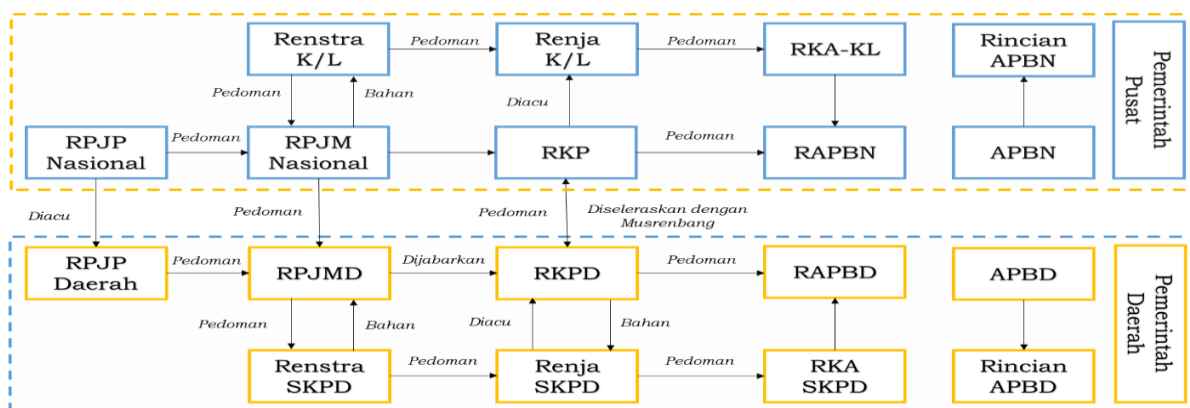 Renstra
K/L
Pedoman
Renja
K/L
Pedoman
RKA-KL
Rincian
APBN
Pemerintah
Pusat
Pedoman
Bahan
Diacu
RPJP
Nasional
Pedoman
RPJM
Nasional
RKP
Pedoman
RAPBN
APBN
Diacu
Pedoman
Pedoman
Diseleraskan dengan
Musrenbang
RPJP
Daerah
Pedoman
RPJMD
Dijabarkan
RKPD
Pedoman
RAPBD
APBD
Pemerintah
Daerah
Pedoman
Bahan
Diacu
Bahan
Renstra
SKPD
Pedoman
Renja
SKPD
Pedoman
RKA
SKPD
Rincian
APBD